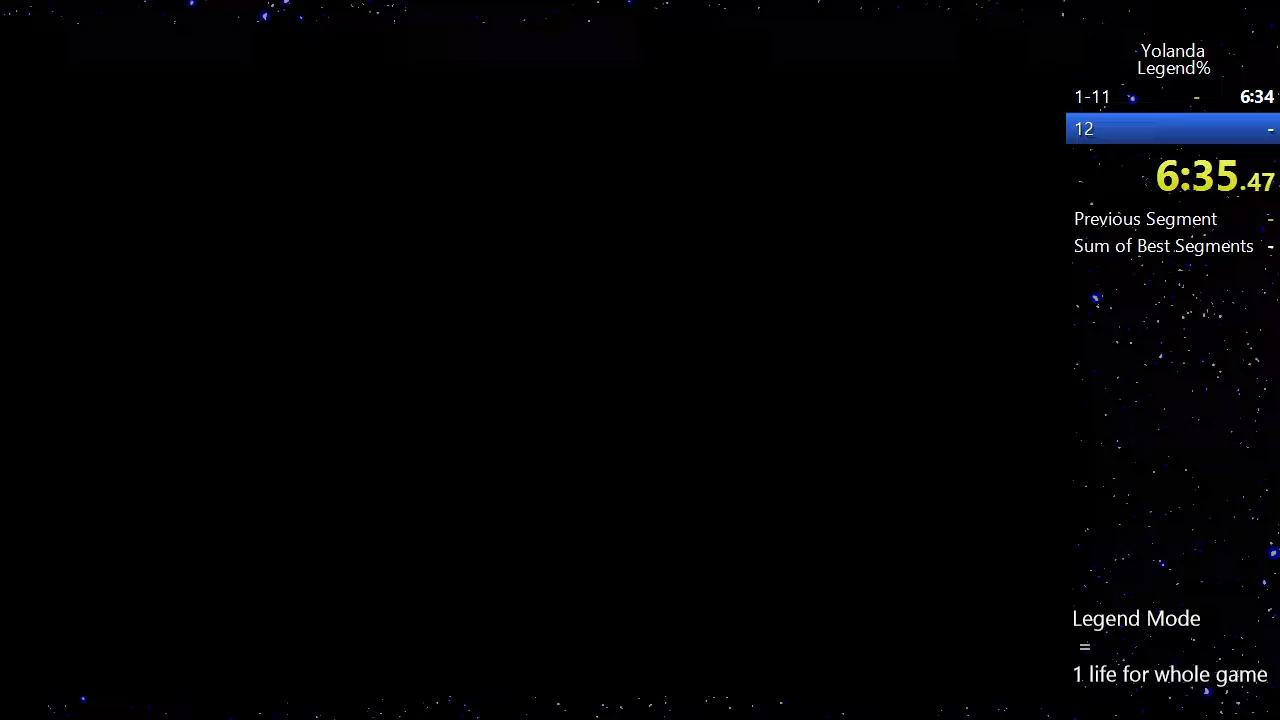 Yolanda
Legend%
1-11 - 6:34
12 -
6:35.47
Previous Segment -
Sum of Best Segments -
Legend Mode
=
1 life for whole game